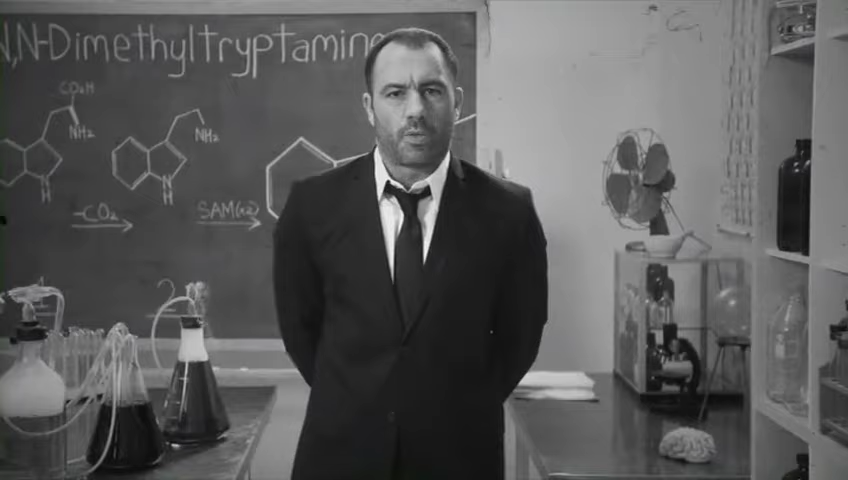 N,N-Dimethyltryptamine
CO₂H
NH₂
NH₂
N
H
N
H
-CO₂
SAM(x2)